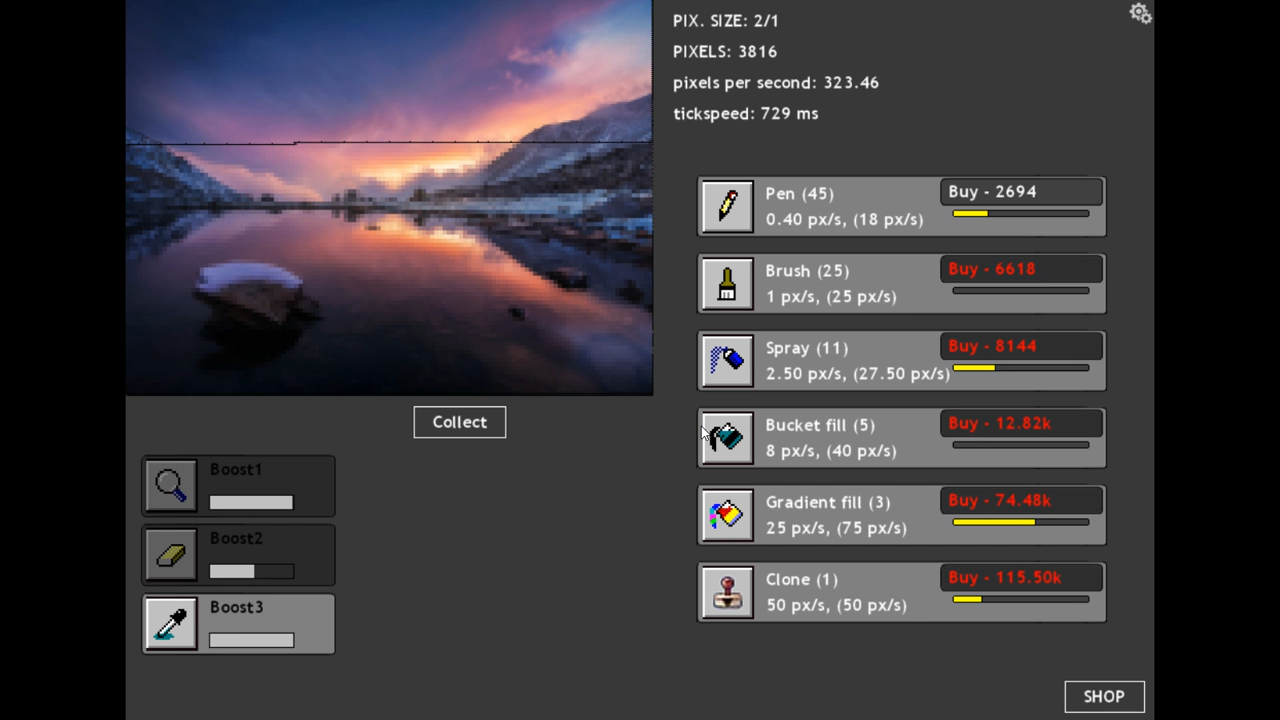 PIX. SIZE: 2/1
PIXELS: 3816
pixels per second: 323.46
tickspeed: 729 ms
Pen (45)
Buy - 2694
0.40 px/s, (18 px/s)
Brush (25)
Buy - 6618
1 px/s, (25 px/s)
Spray (11)
Buy - 8144
2.50 px/s, (27.50 px/s)
Bucket fill (5)
Buy - 12.82k
8 px/s, (40 px/s)
Gradient fill (3)
Buy - 74.48k
25 px/s, (75 px/s)
Clone (1)
Buy - 115.50k
50 px/s, (50 px/s)
Collect
Boost1
Boost2
Boost3
SHOP